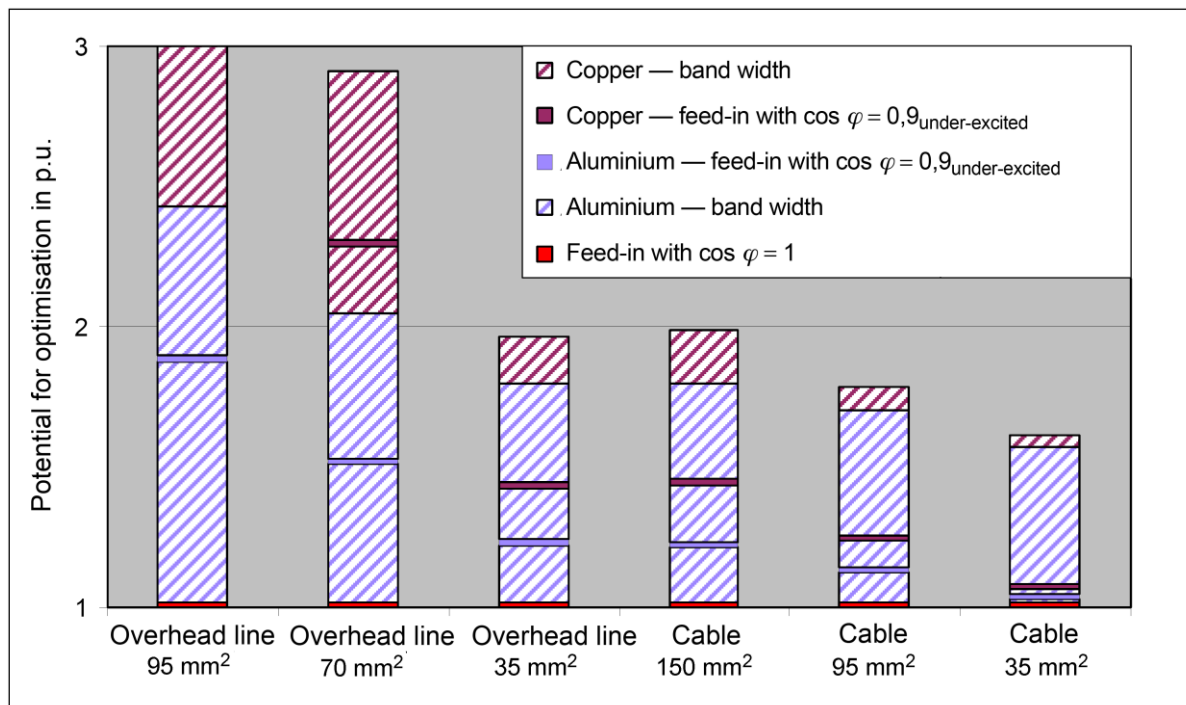 Potential for optimisation in p.u.
3
2
1
Copper — band width
Copper — feed-in with cos φ = 0,9under-excited
Aluminium — feed-in with cos φ = 0,9under-excited
Aluminium — band width
Feed-in with cos φ = 1
Overhead line
95 mm²
Overhead line
70 mm²
Overhead line
35 mm²
Cable
150 mm²
Cable
95 mm²
Cable
35 mm²